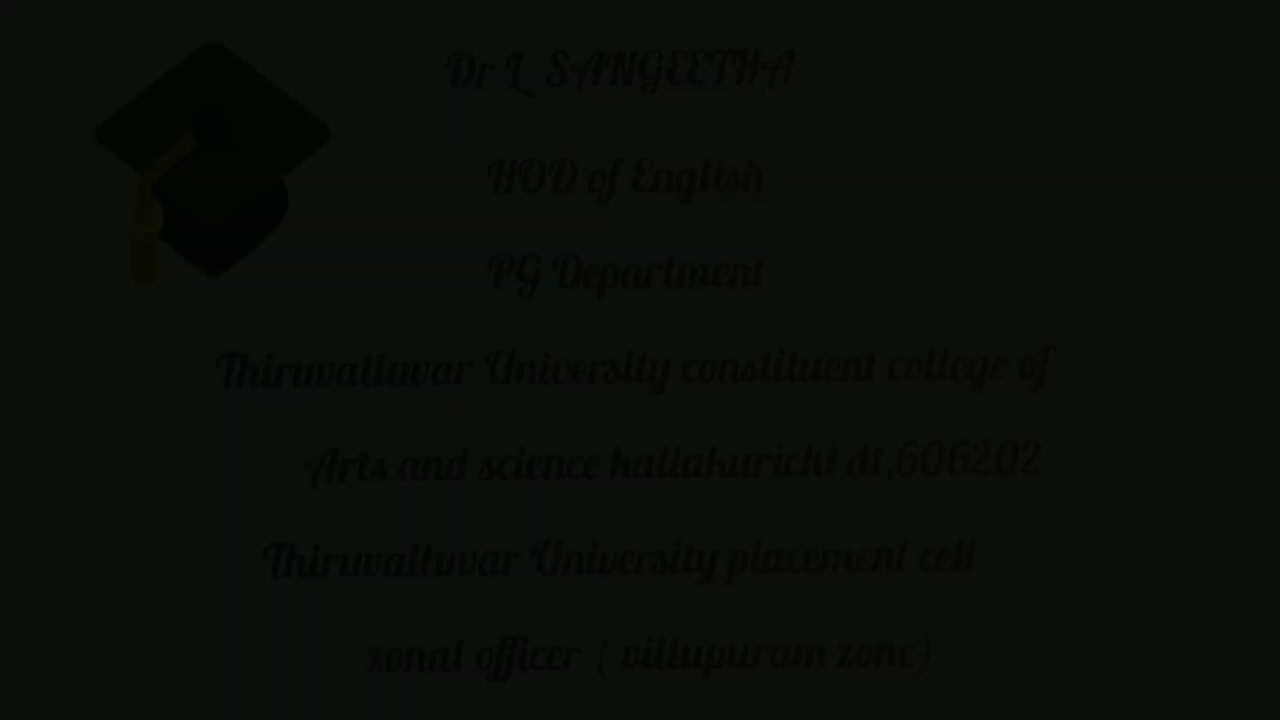 Dr L SANGEETHA
HOD of English
PG Department
Thiruvalluvar University constituent college of
Arts and science kallakurichi dt,606202
Thiruvalluvar University placement cell
zonal officer ( villupuram zone)